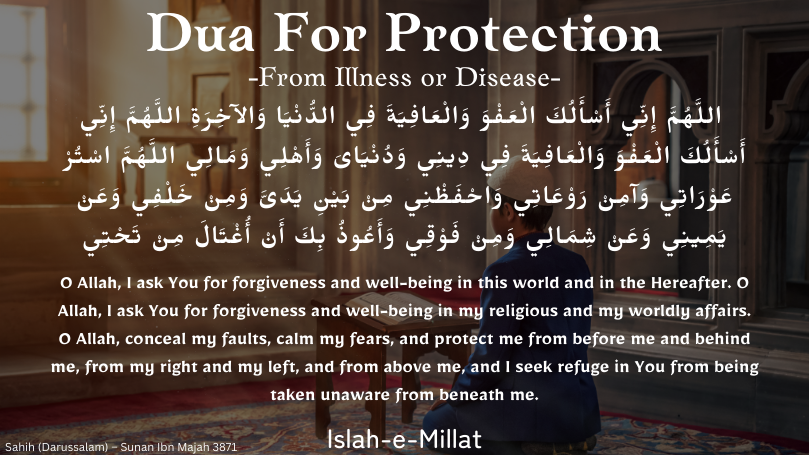 Dua For Protection
-From Illness or Disease-
اللَّهُمَّ إِنِّي أَسْأَلُكَ الْعَفْوَ وَالْعَافِيَةَ فِي الدُّنْيَا وَالآخِرَةِ اللَّهُمَّ إِنِّي
أَسْأَلُكَ الْعَفْوَ وَالْعَافِيَةَ فِي دِينِي وَدُنْيَاىَ وَأَهْلِي وَمَالِي اللَّهُمَّ اسْتُرْ
عَوْرَاتِي وَآمِنْ رَوْعَاتِي وَاحْفَظْنِي مِنْ بَيْنِ يَدَىَّ وَمِنْ خَلْفِي وَعَنْ
يَمِينِي وَعَنْ شِمَالِي وَمِنْ فَوْقِي وَأَعُوذُ بِكَ أَنْ أُغْتَالَ مِنْ تَحْتِي
O Allah, I ask You for forgiveness and well-being in this world and in the Hereafter. O
Allah, I ask You for forgiveness and well-being in my religious and my worldly affairs.
O Allah, conceal my faults, calm my fears, and protect me from before me and behind
me, from my right and my left, and from above me, and I seek refuge in You from being
taken unaware from beneath me.
Islah-e-Millat
Sahih (Darussalam) – Sunan Ibn Majah 3871